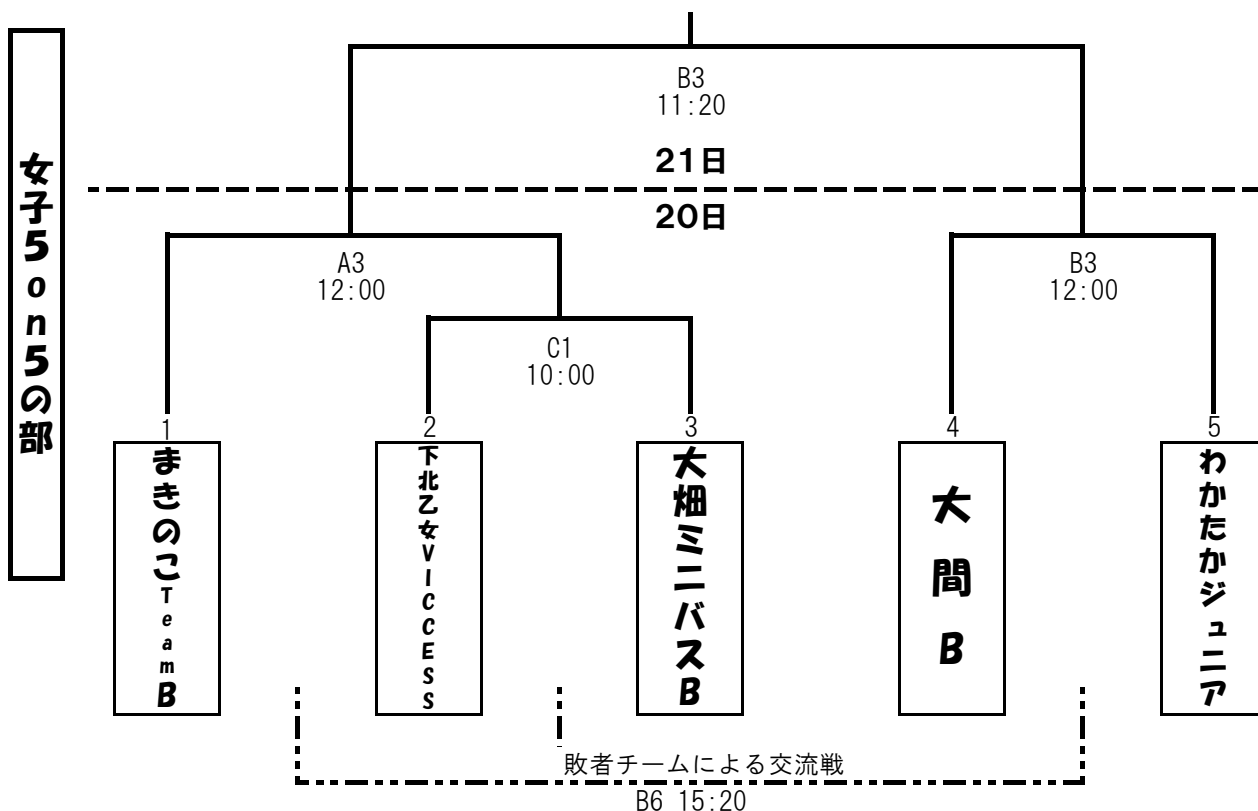 女子5on5の部
B3
11:20
21日
20日
A3
12:00
B3
12:00
C1
10:00
1
2
3
4
5
まきのこTeamB
下北乙女VICCESS
大畑ミニバスB
大間B
わかたかジュニア
敗者チームによる交流戦
B6 15:20